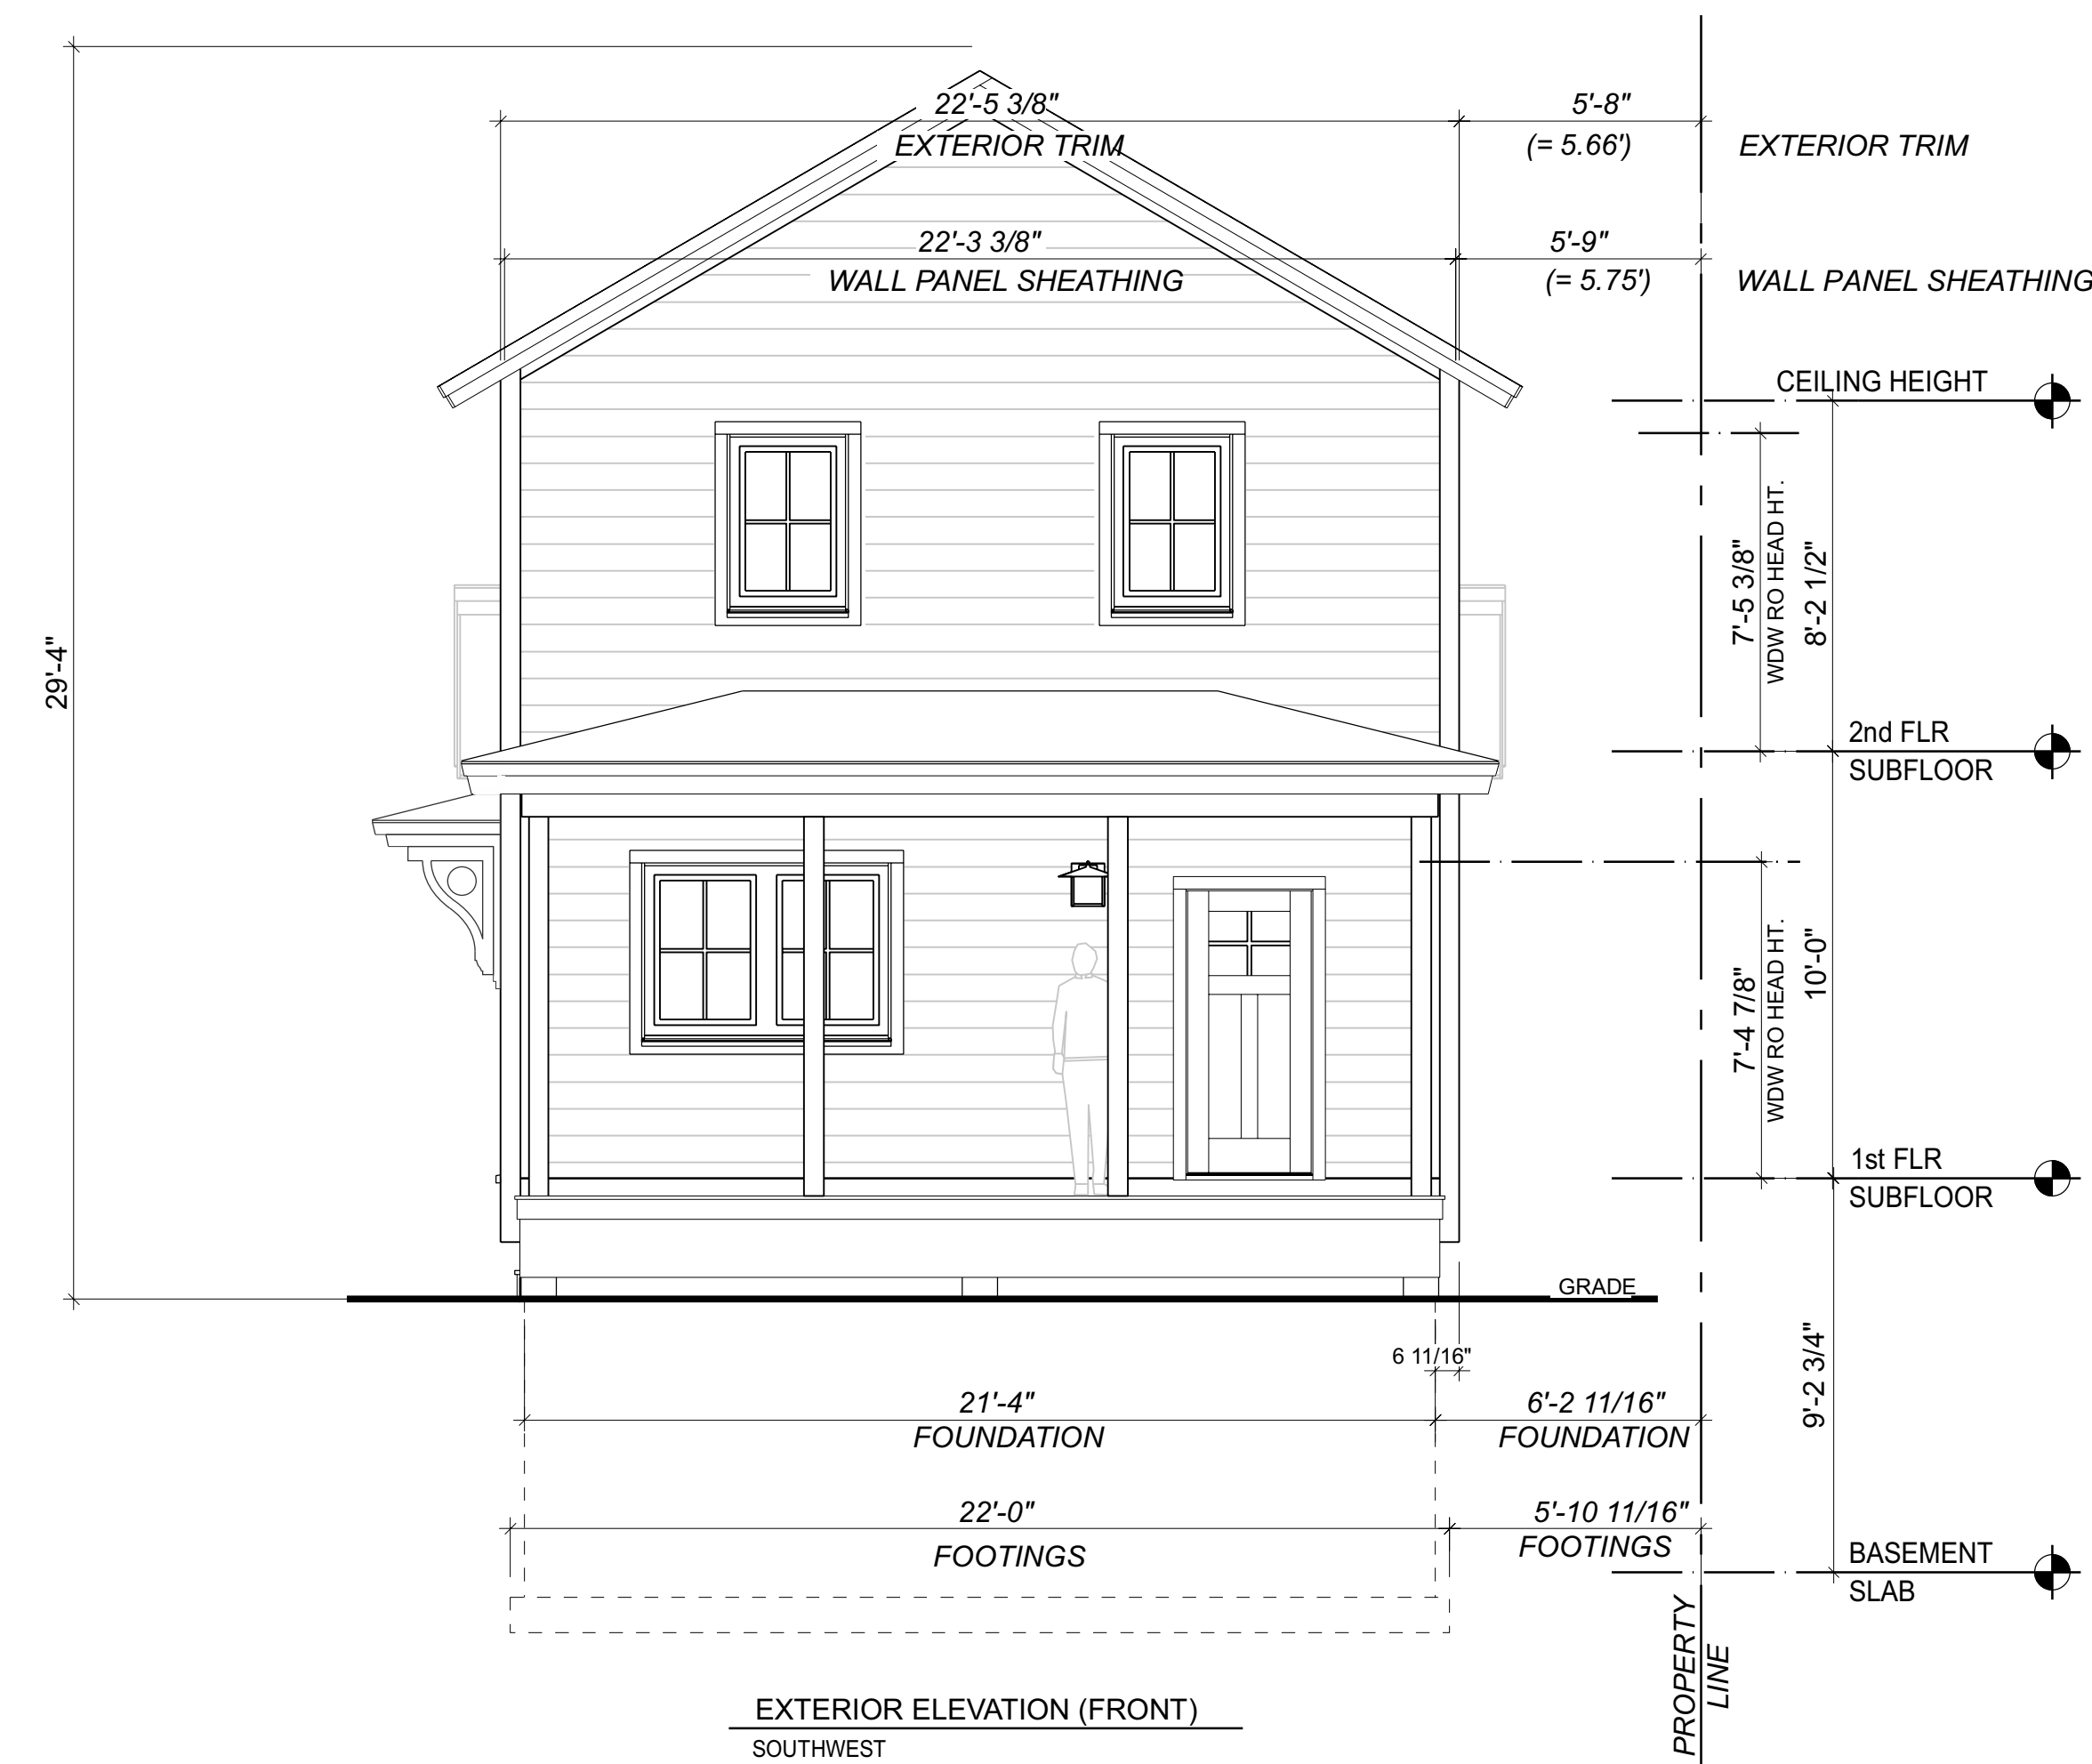 22'-5 3/8"
5'-8"
EXTERIOR TRIM
(= 5.66')
EXTERIOR TRIM
22'-3 3/8"
5'-9"
WALL PANEL SHEATHING
(= 5.75')
WALL PANEL SHEATHING
CEILING HEIGHT
7'-5 3/8"
WDW RO HEAD HT.
8'-2 1/2"
29'-4"
2nd FLR
SUBFLOOR
7'-4 7/8"
WDW RO HEAD HT.
10'-0"
1st FLR
SUBFLOOR
GRADE
6 11/16"
9'-2 3/4"
21'-4"
FOUNDATION
6'-2 11/16"
FOUNDATION
22'-0"
FOOTINGS
5'-10 11/16"
FOOTINGS
BASEMENT
SLAB
PROPERTY
LINE
EXTERIOR ELEVATION (FRONT)
SOUTHWEST